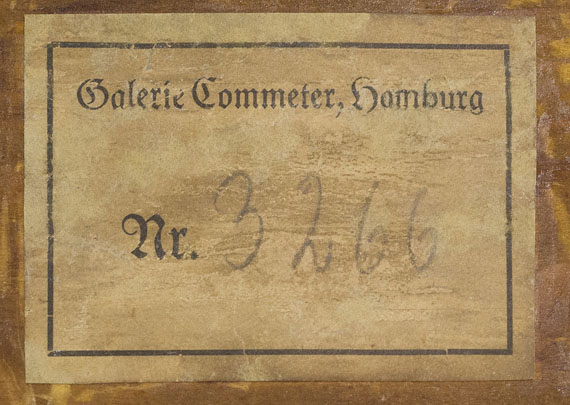 Galerie Commeter, Hamburg
Nr. 3266